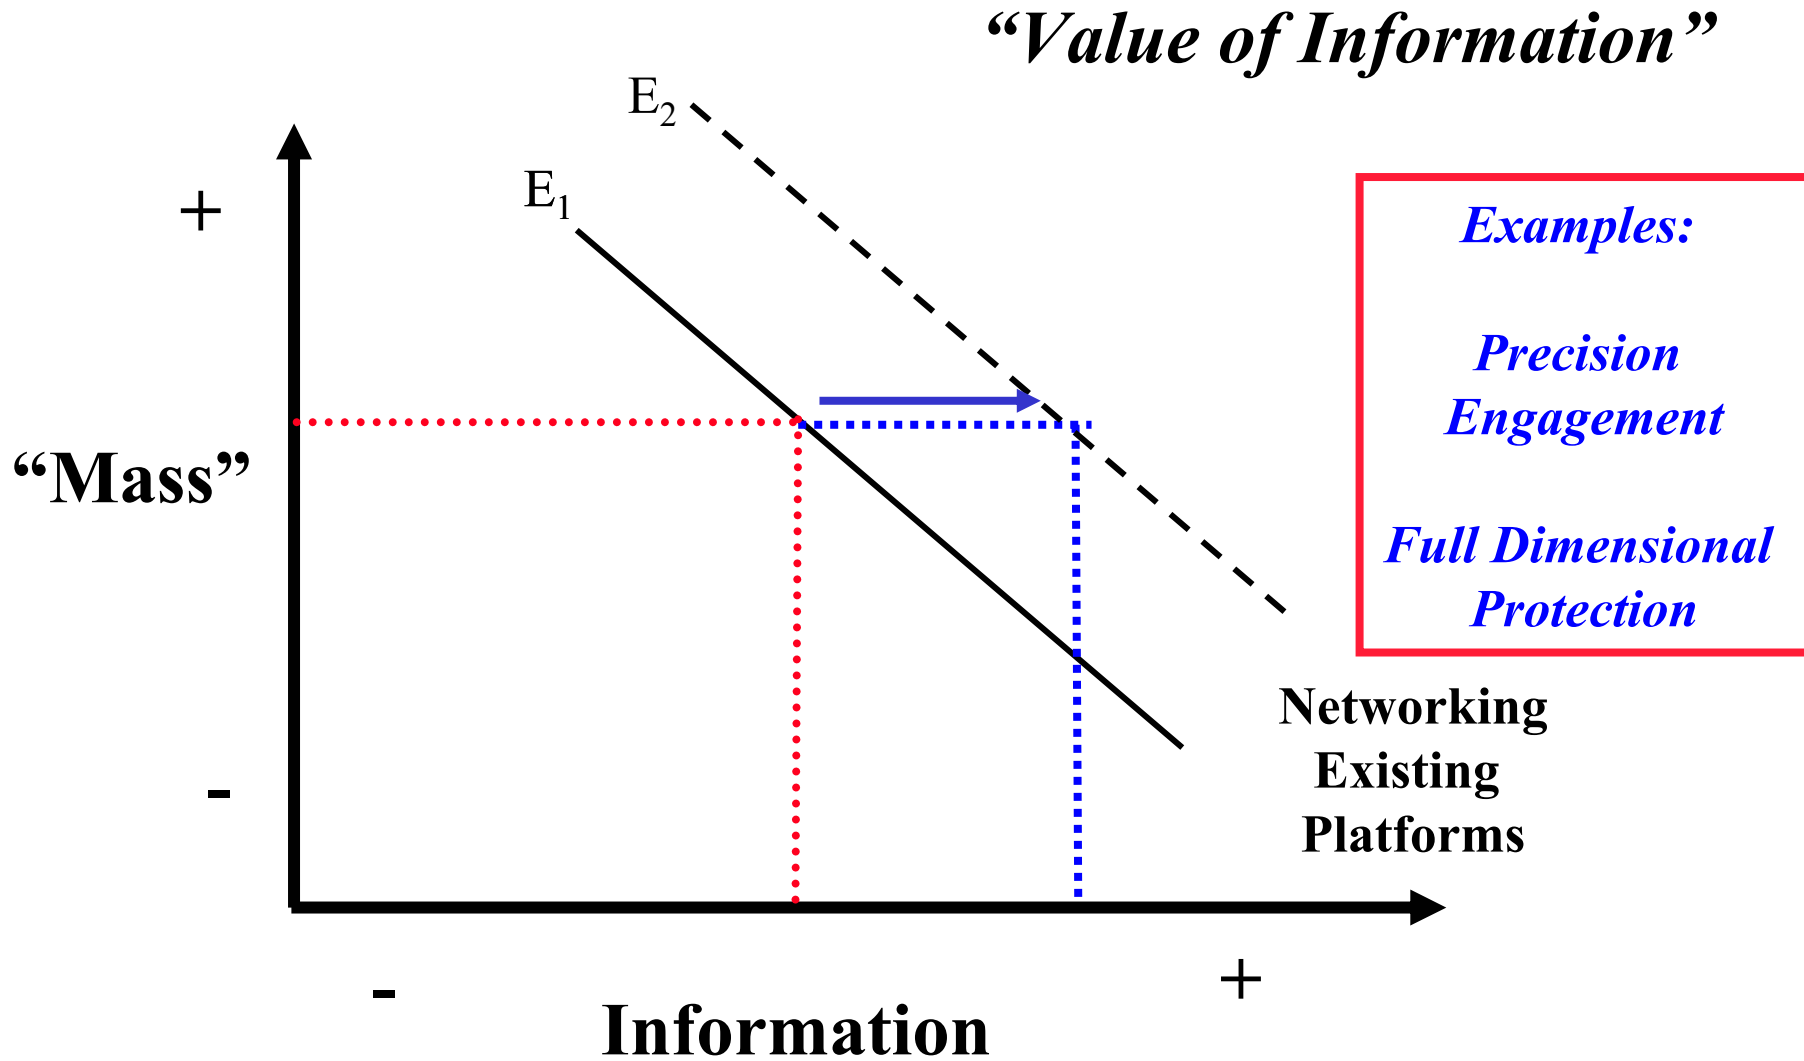 “Value of Information”
E2
E1
+
“Mass”
-
Examples:
Precision
Engagement
Full Dimensional
Protection
Networking
Existing
Platforms
-
+
Information